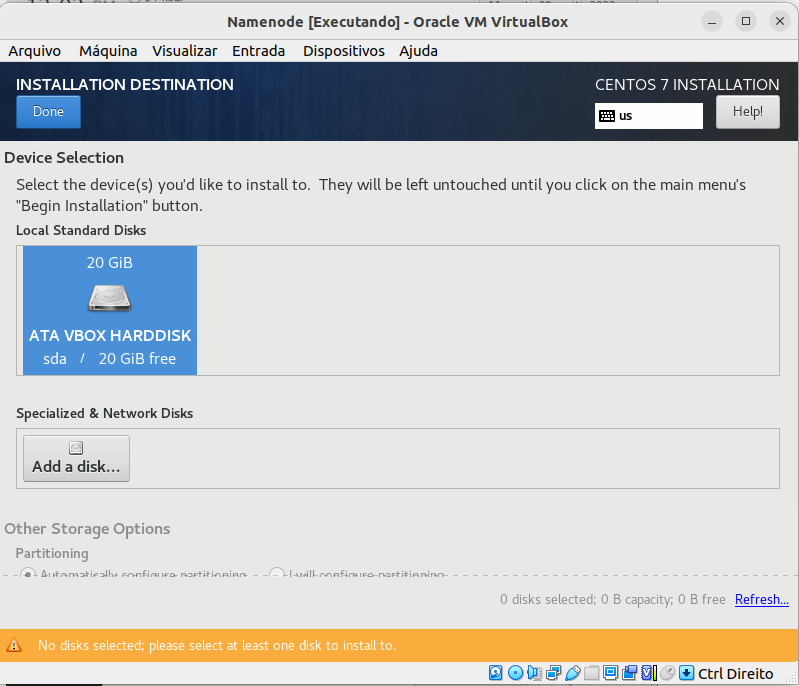 Namenode [Executando] - Oracle VM VirtualBox
Arquivo Máquina Visualizar Entrada Dispositivos Ajuda
INSTALLATION DESTINATION
CENTOS 7 INSTALLATION
Done
us
Help!
Device Selection
Select the device(s) you'd like to install to. They will be left untouched until you click on the main menu's
"Begin Installation" button.
Local Standard Disks
20 GiB
ATA VBOX HARDDISK
sda / 20 GiB free
Specialized & Network Disks
Add a disk...
Other Storage Options
Partitioning
Automatically configure partitioning. I will configure partitioning.
0 disks selected; 0 B capacity; 0 B free Refresh...
No disks selected; please select at least one disk to install to.
Ctrl Direito